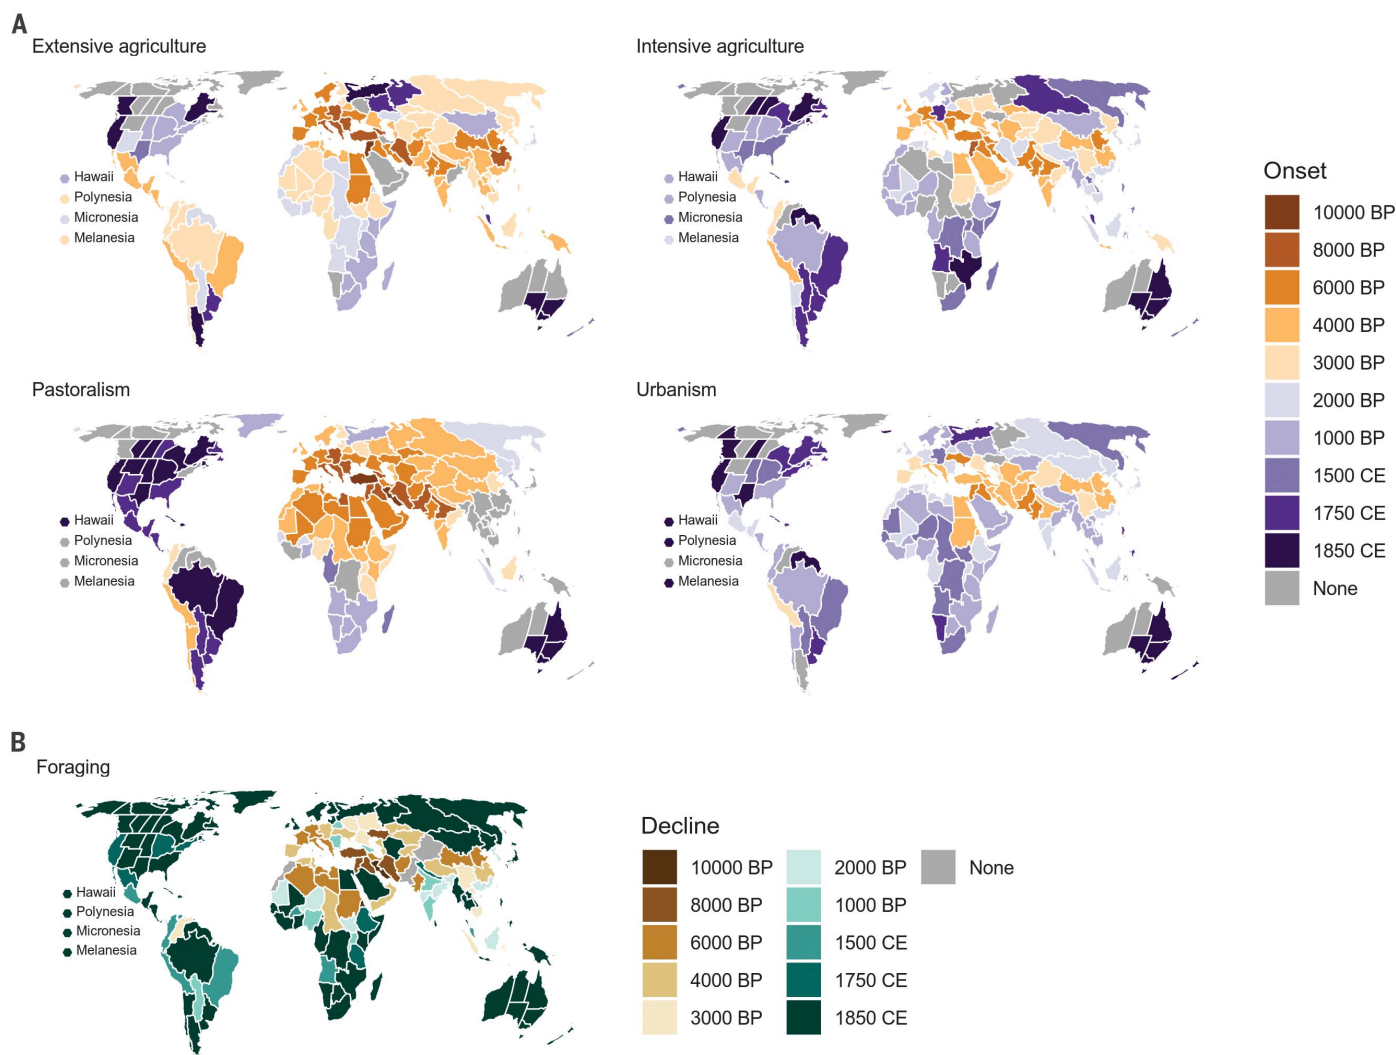 A
Extensive agriculture
Hawaii
Polynesia
Micronesia
Melanesia
Intensive agriculture
Hawaii
Polynesia
Micronesia
Melanesia
Pastoralism
Hawaii
Polynesia
Micronesia
Melanesia
Urbanism
Hawaii
Polynesia
Micronesia
Melanesia
Onset
10000 BP
8000 BP
6000 BP
4000 BP
3000 BP
2000 BP
1000 BP
1500 CE
1750 CE
1850 CE
None
B
Foraging
Hawaii
Polynesia
Micronesia
Melanesia
Decline
10000 BP
8000 BP
6000 BP
4000 BP
3000 BP
2000 BP
1000 BP
1500 CE
1750 CE
1850 CE
None